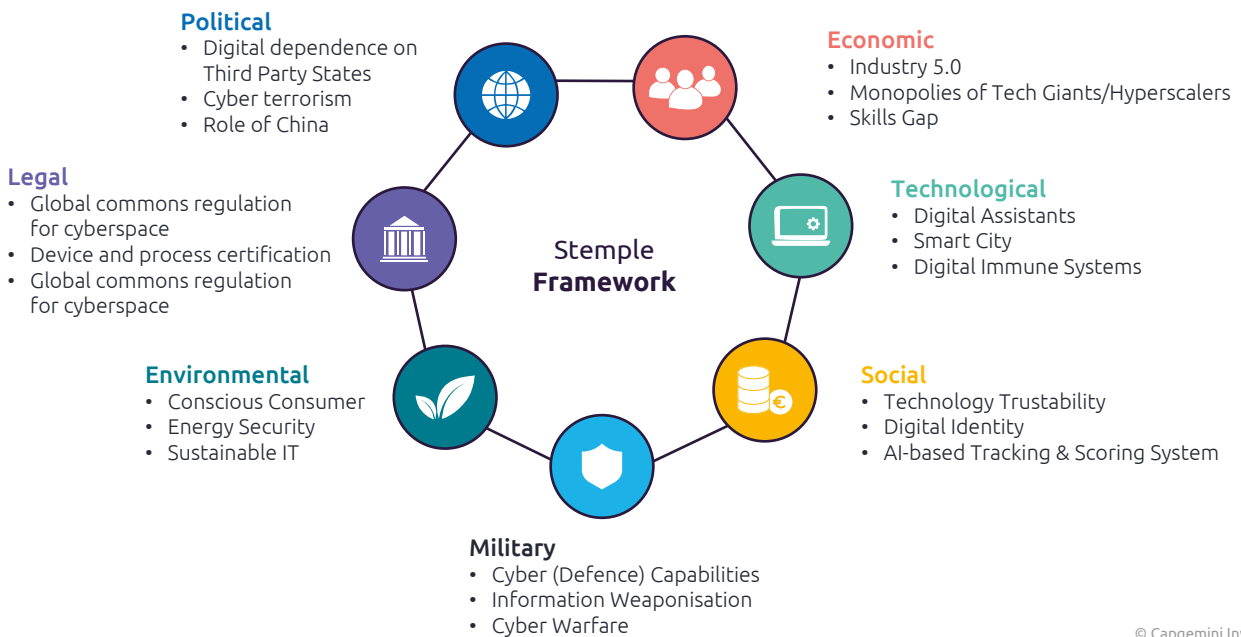 Political
• Digital dependence on
Third Party States
• Cyber terrorism
• Role of China
Economic
• Industry 5.0
• Monopolies of Tech Giants/Hyperscalers
• Skills Gap
Legal
• Global commons regulation
for cyberspace
• Device and process certification
• Global commons regulation
for cyberspace
Technological
• Digital Assistants
• Smart City
• Digital Immune Systems
Stemple
Framework
Environmental
• Conscious Consumer
• Energy Security
• Sustainable IT
Social
• Technology Trustability
• Digital Identity
• AI-based Tracking & Scoring System
€
Military
• Cyber (Defence) Capabilities
• Information Weaponisation
• Cyber Warfare
© Capgemini